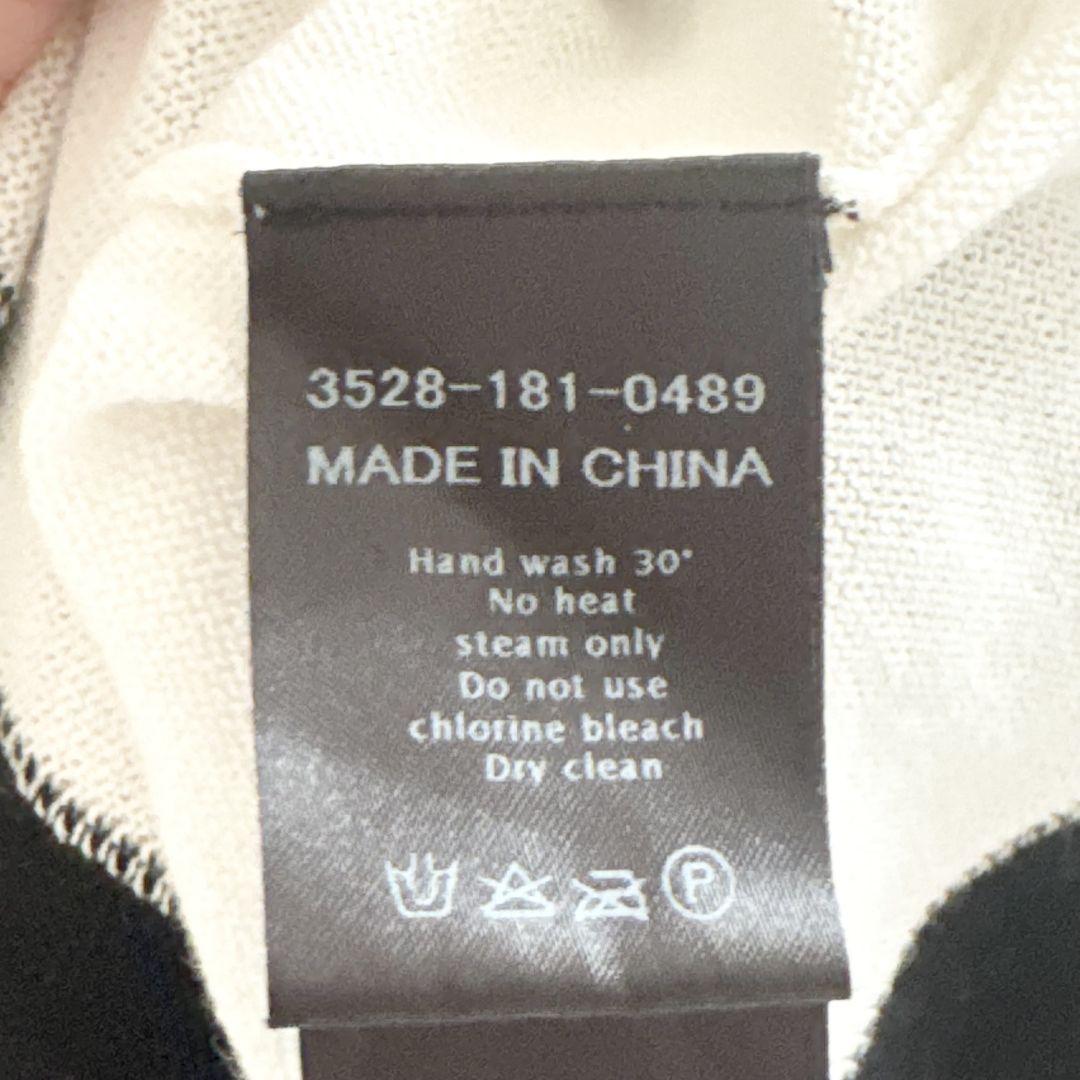 3528-181-0489
MADE IN CHINA
Hand wash 30°
No heat
steam only
Do not use
chlorine bleach
Dry clean
P